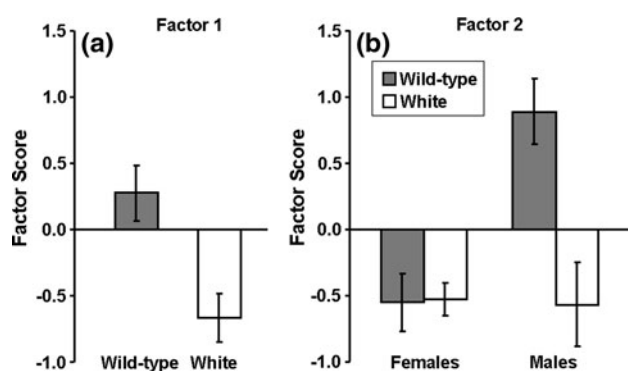 (a)
Factor 1
Factor Score
1.5
1.0
0.5
0.0
-0.5
-1.0
Wild-type White
(b)
Factor 2
Wild-type
White
Factor Score
1.5
1.0
0.5
0.0
-0.5
-1.0
Females Males